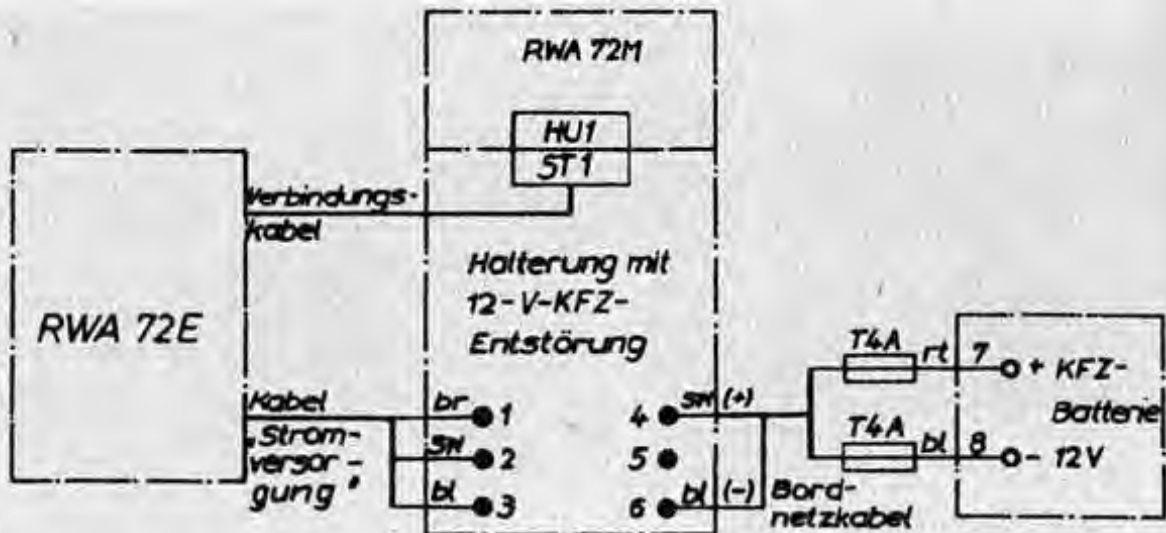 RWA 72M
HU1
ST1
Verbindungs-
kabel
Halterung mit
12-V-KFZ-
Entstörung
RWA 72E
Kabel
"Strom-
versor-
gung"
br
1
sw
2
bl
3
4
sw (+)
5
6
bl (-)
Bord-
netzkabel
T4A
rt
7
+ KFZ-
Batterie
T4A
bl
8
- 12V